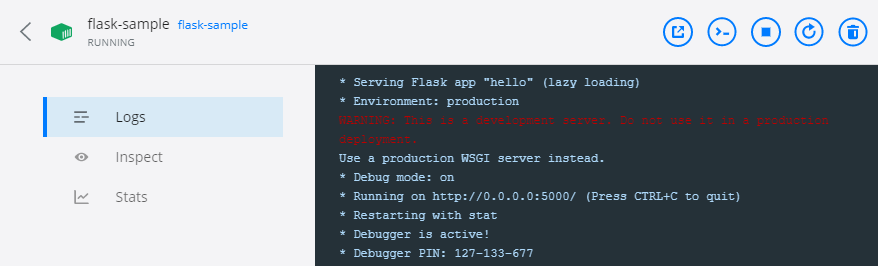 flask-sample flask-sample
RUNNING
Logs
Inspect
Stats
* Serving Flask app "hello" (lazy loading)
* Environment: production
WARNING: This is a development server. Do not use it in a production
deployment.
Use a production WSGI server instead.
* Debug mode: on
* Running on http://0.0.0.0:5000/ (Press CTRL+C to quit)
* Restarting with stat
* Debugger is active!
* Debugger PIN: 127-133-677